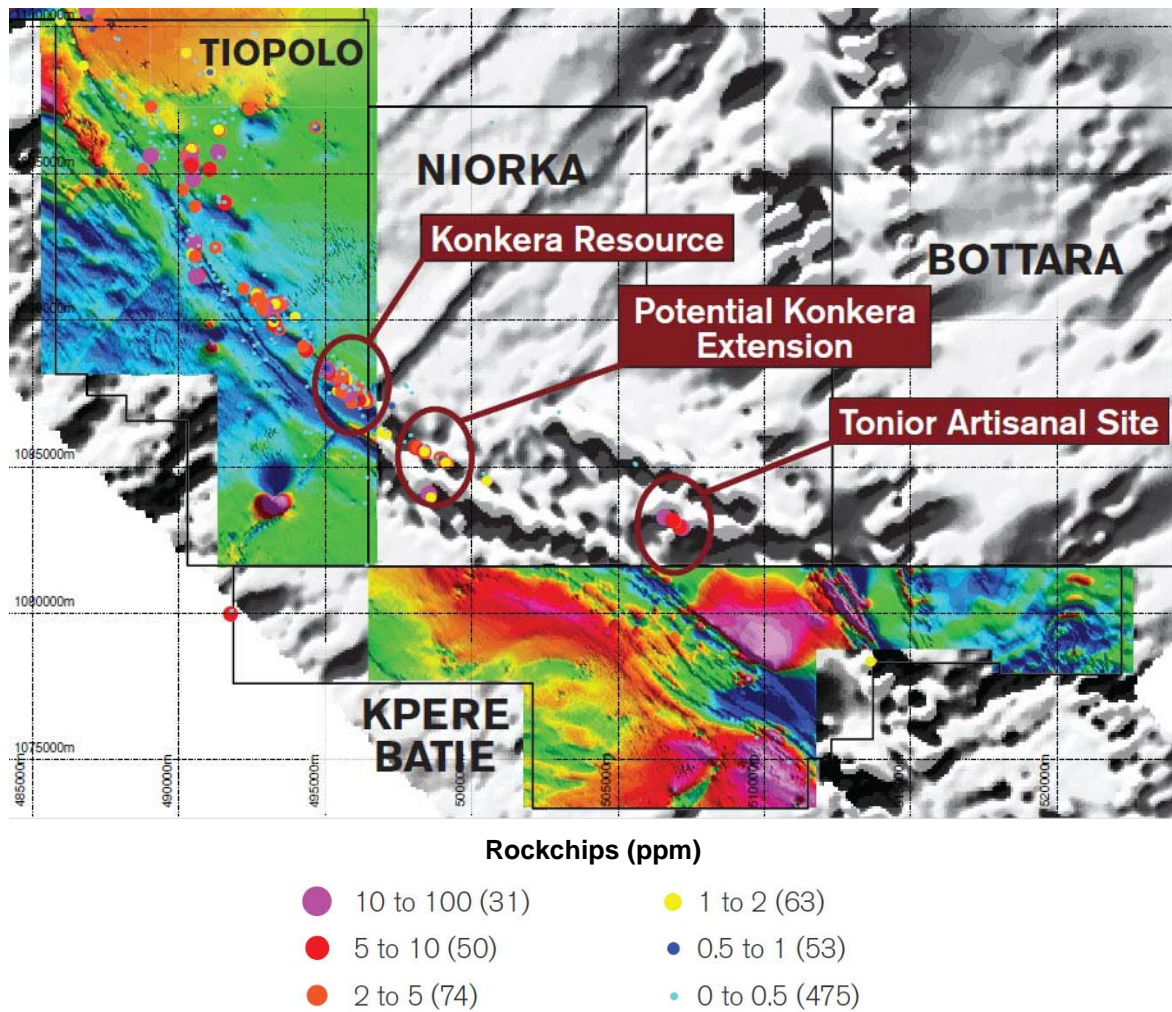 TIOPOLO
NIORKA
Konkera Resource
BOTTARA
Potential Konkera
Extension
Tonior Artisanal Site
1085000m
1080000m
KPERE
BATIE
1075000m
485000m
490000m
495000m
505000m
520000m
Rockchips (ppm)
10 to 100 (31)
1 to 2 (63)
5 to 10 (50)
0.5 to 1 (53)
2 to 5 (74)
0 to 0.5 (475)